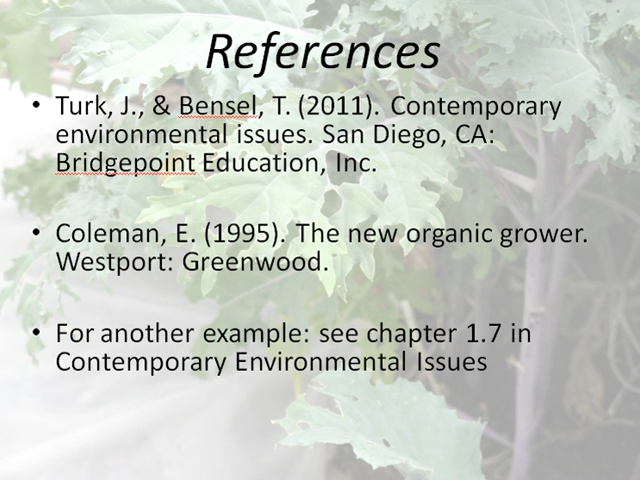 References
• Turk, J., & Bensel, T. (2011). Contemporary
environmental issues. San Diego, CA:
Bridgepoint Education, Inc.
• Coleman, E. (1995). The new organic grower.
Westport: Greenwood.
• For another example: see chapter 1.7 in
Contemporary Environmental Issues